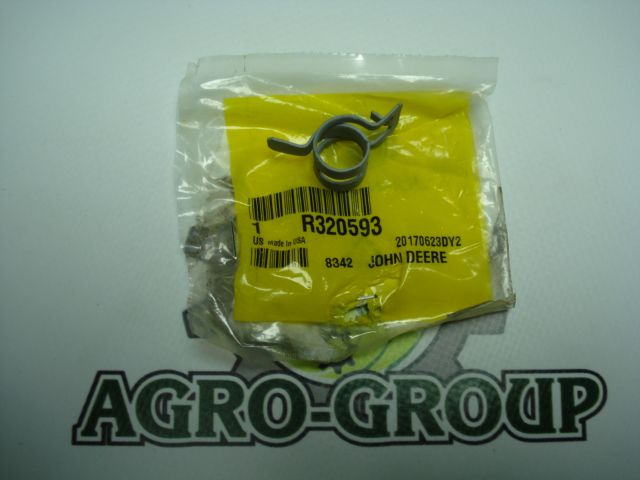 1 R320593
US made in USA 20170623DY2
8342 JOHN DEERE
AGRO-GROUP